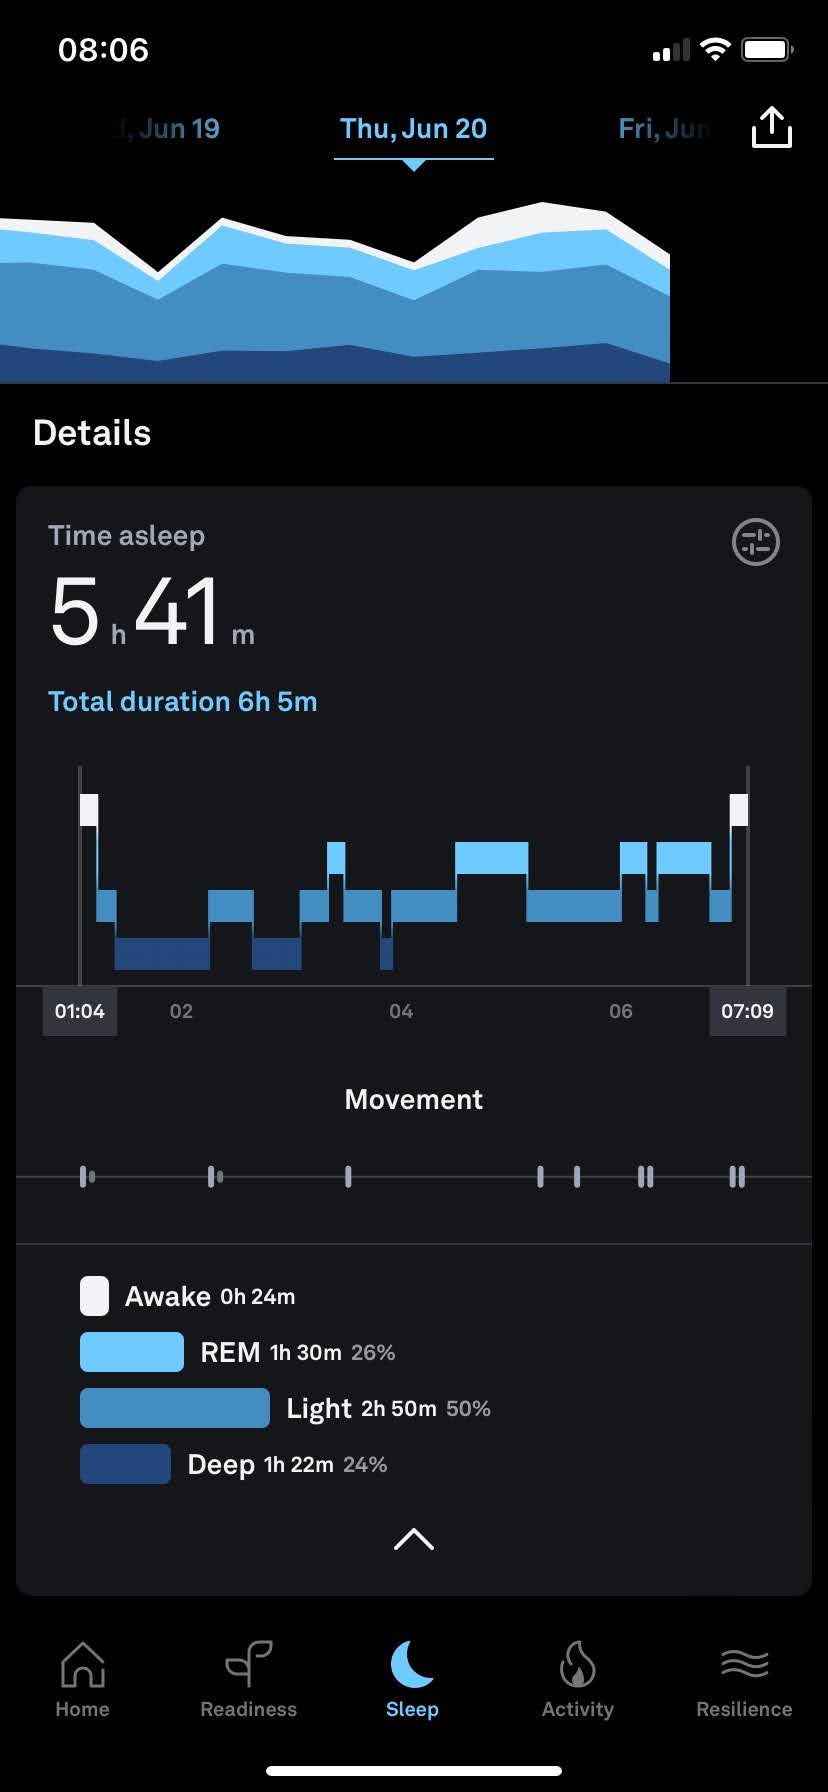 08:06
Jun 19
Thu, Jun 20
Fri, Jun
Details
Time asleep
5 h 41 m
Total duration 6h 5m
01:04 02 04 06 07:09
Movement
Awake 0h 24m
REM 1h 30m 26%
Light 2h 50m 50%
Deep 1h 22m 24%
Home Readiness Sleep Activity Resilience